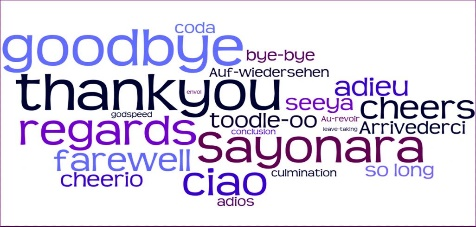 coda
goodbye
bye-bye
Auf-wiedersehen
thankyou
envoi
adieu
seeya
cheers
godspeed
toodle-oo
Au-revoir
regards
conclusion
leave-taking
Arrivederci
Sayonara
farewell
so long
cheerio
ciao
culmination
adios